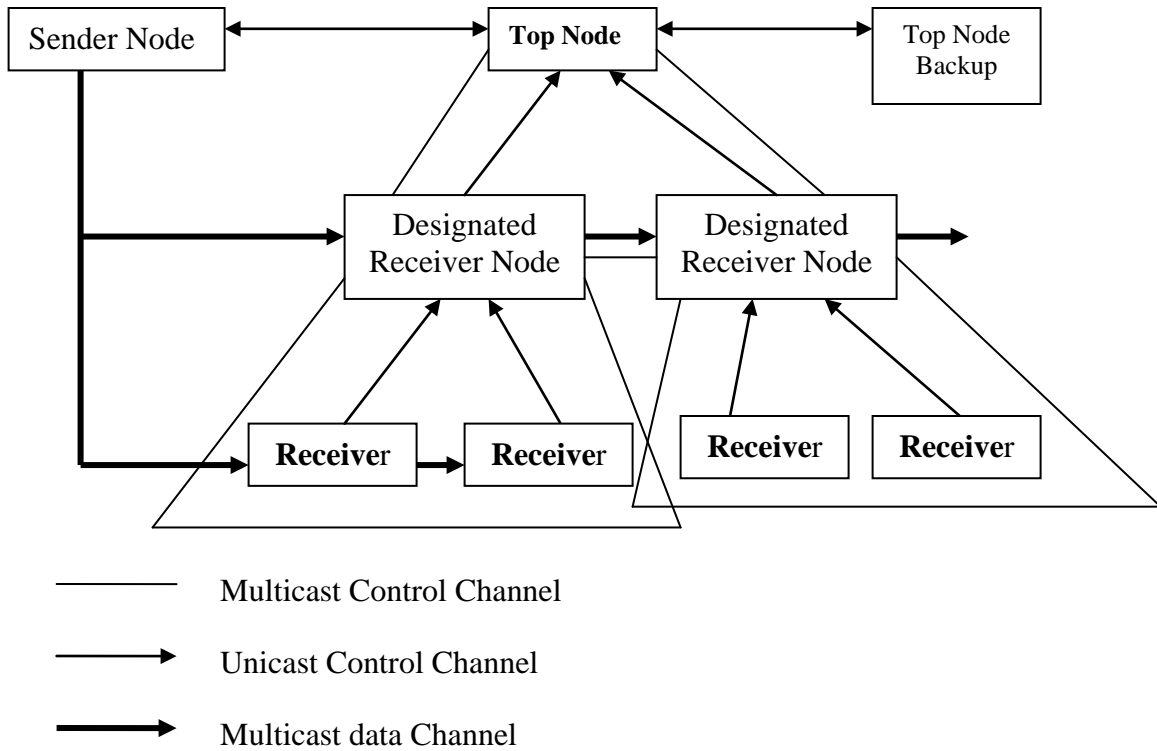 Sender Node
Top Node
Top Node
Backup
Designated
Receiver Node
Designated
Receiver Node
Receiver
Receiver
Receiver
Receiver
Multicast Control Channel
Unicast Control Channel
Multicast data Channel